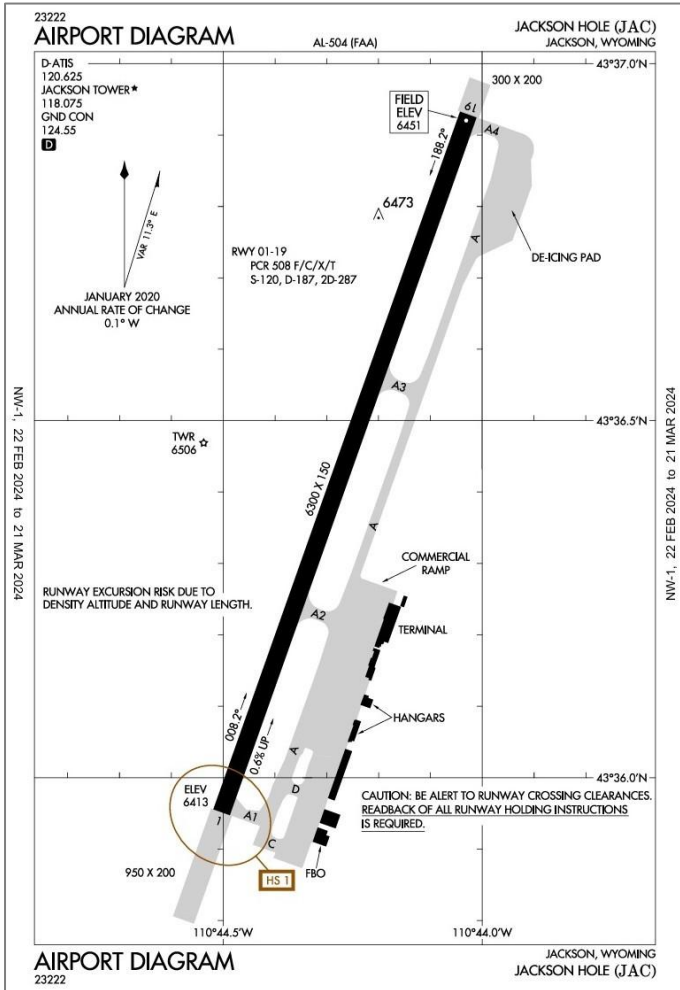 23222
AIRPORT DIAGRAM
AL-504 (FAA)
JACKSON HOLE (JAC)
JACKSON, WYOMING
D-ATIS
120.625
JACKSON TOWER★
118.075
GND CON
124.55
D
43°37.0'N
300 X 200
FIELD
ELEV
6451
19
A4
188.2°
6473
A
DE-ICING PAD
VAR 11.3° E
RWY 01-19
PCR 508 F/C/X/T
S-120, D-187, 2D-287
JANUARY 2020
ANNUAL RATE OF CHANGE
0.1° W
A3
43°36.5'N
TWR
6506
6300 X 150
A
COMMERCIAL
RAMP
RUNWAY EXCURSION RISK DUE TO
DENSITY ALTITUDE AND RUNWAY LENGTH.
A2
TERMINAL
HANGARS
008.2°
0.6% UP
A
43°36.0'N
D
ELEV
6413
1
A1
C
CAUTION: BE ALERT TO RUNWAY CROSSING CLEARANCES.
READBACK OF ALL RUNWAY HOLDING INSTRUCTIONS
IS REQUIRED.
950 X 200
HS 1
FBO
110°44.5'W
110°44.0'W
NW-1, 22 FEB 2024 to 21 MAR 2024
NW-1, 22 FEB 2024 to 21 MAR 2024
AIRPORT DIAGRAM
23222
JACKSON, WYOMING
JACKSON HOLE (JAC)